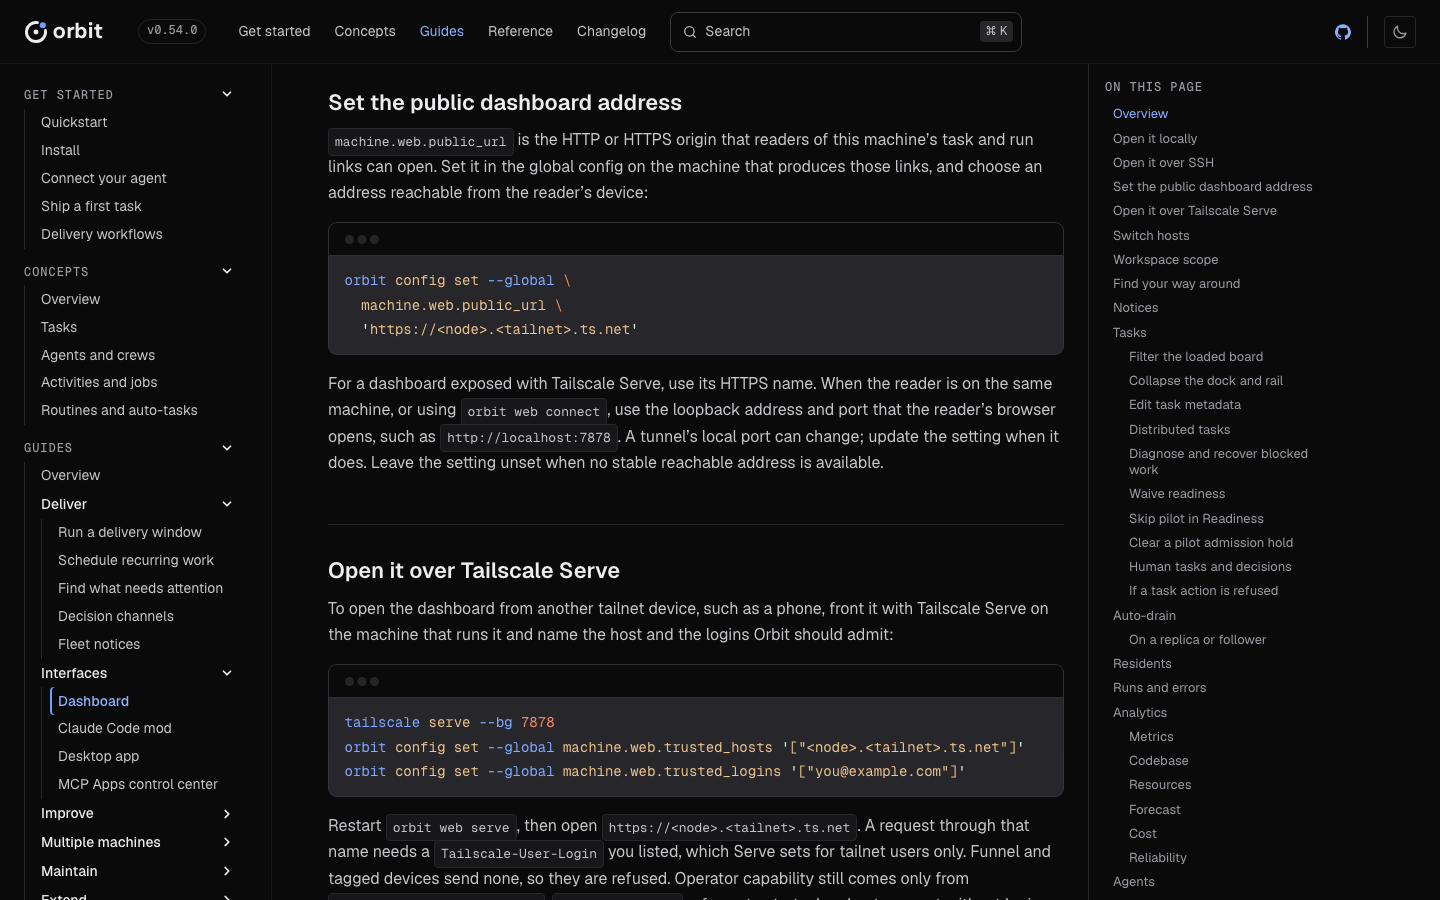 orbit
v0.54.0
Get started
Concepts
Guides
Reference
Changelog
Search
⌘ K
GET STARTED
Quickstart
Install
Connect your agent
Ship a first task
Delivery workflows
CONCEPTS
Overview
Tasks
Agents and crews
Activities and jobs
Routines and auto-tasks
GUIDES
Overview
Deliver
Run a delivery window
Schedule recurring work
Find what needs attention
Decision channels
Fleet notices
Interfaces
Dashboard
Claude Code mod
Desktop app
MCP Apps control center
Improve
Multiple machines
Maintain
Extend
Set the public dashboard address
machine.web.public_url is the HTTP or HTTPS origin that readers of this machine’s task and run
links can open. Set it in the global config on the machine that produces those links, and choose an
address reachable from the reader’s device:
orbit config set --global \
machine.web.public_url \
'https://<node>.<tailnet>.ts.net'
For a dashboard exposed with Tailscale Serve, use its HTTPS name. When the reader is on the same
machine, or using orbit web connect, use the loopback address and port that the reader’s browser
opens, such as http://localhost:7878. A tunnel’s local port can change; update the setting when it
does. Leave the setting unset when no stable reachable address is available.
Open it over Tailscale Serve
To open the dashboard from another tailnet device, such as a phone, front it with Tailscale Serve on
the machine that runs it and name the host and the logins Orbit should admit:
tailscale serve --bg 7878
orbit config set --global machine.web.trusted_hosts '["<node>.<tailnet>.ts.net"]'
orbit config set --global machine.web.trusted_logins '["you@example.com"]'
Restart orbit web serve, then open https://<node>.<tailnet>.ts.net. A request through that
name needs a Tailscale-User-Login you listed, which Serve sets for tailnet users only. Funnel and
tagged devices send none, so they are refused. Operator capability still comes only from
ON THIS PAGE
Overview
Open it locally
Open it over SSH
Set the public dashboard address
Open it over Tailscale Serve
Switch hosts
Workspace scope
Find your way around
Notices
Tasks
Filter the loaded board
Collapse the dock and rail
Edit task metadata
Distributed tasks
Diagnose and recover blocked
work
Waive readiness
Skip pilot in Readiness
Clear a pilot admission hold
Human tasks and decisions
If a task action is refused
Auto-drain
On a replica or follower
Residents
Runs and errors
Analytics
Metrics
Codebase
Resources
Forecast
Cost
Reliability
Agents